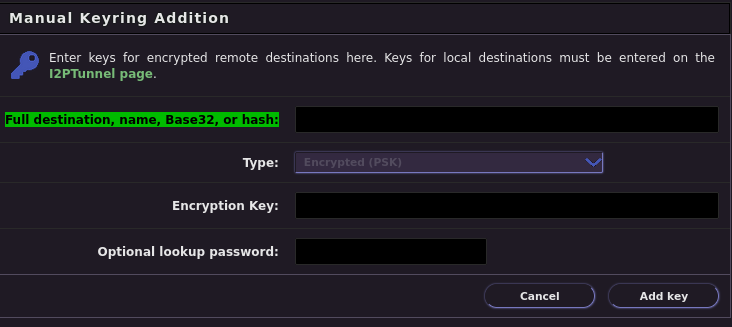 Manual Keyring Addition
Enter keys for encrypted remote destinations here. Keys for local destinations must be entered on the
I2PTunnel page.
Full destination, name, Base32, or hash:
Type:
Encrypted (PSK)
Encryption Key:
Optional lookup password:
Cancel
Add key